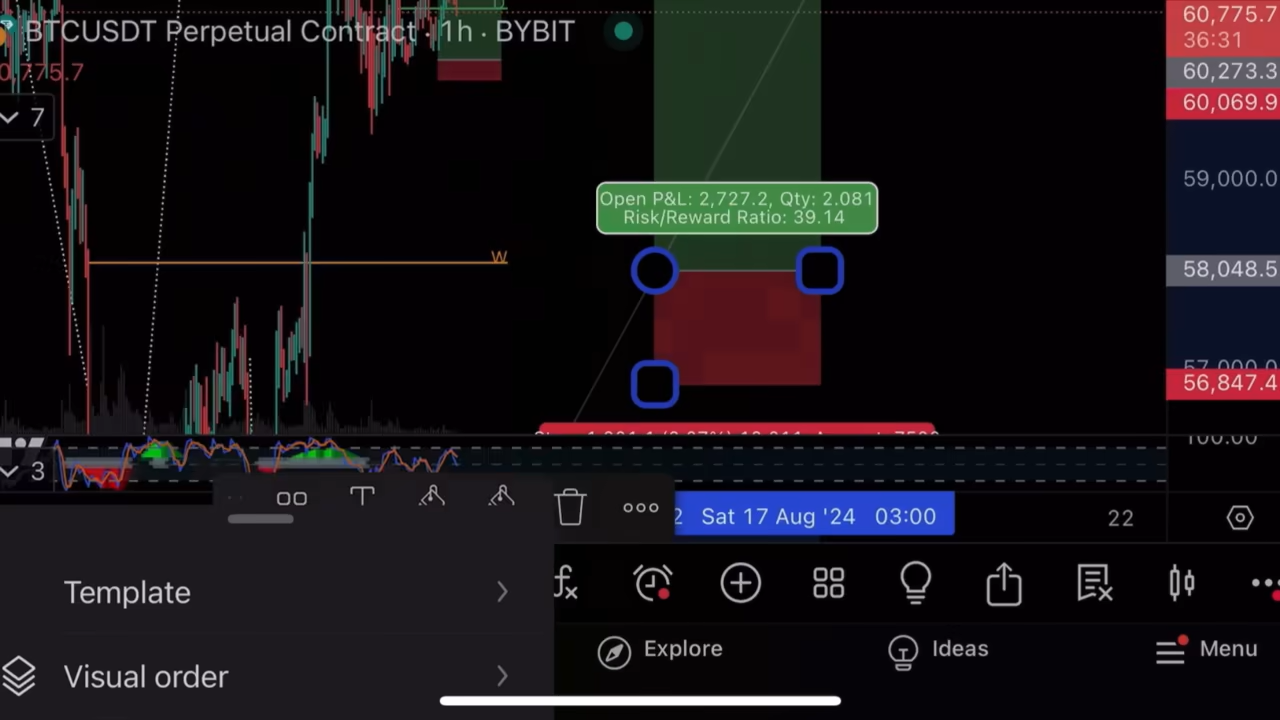 BTCUSDT Perpetual Contract · 1h · BYBIT
60,775.7
36:31
0,775.7
60,273.3
60,069.9
7
59,000.0
Open P&L: 2,727.2, Qty: 2.081
Risk/Reward Ratio: 39.14
W
58,048.5
57,000.0
56,847.4
100.00
3
Sat 17 Aug '24 03:00
22
Template
Visual order
Explore
Ideas
Menu